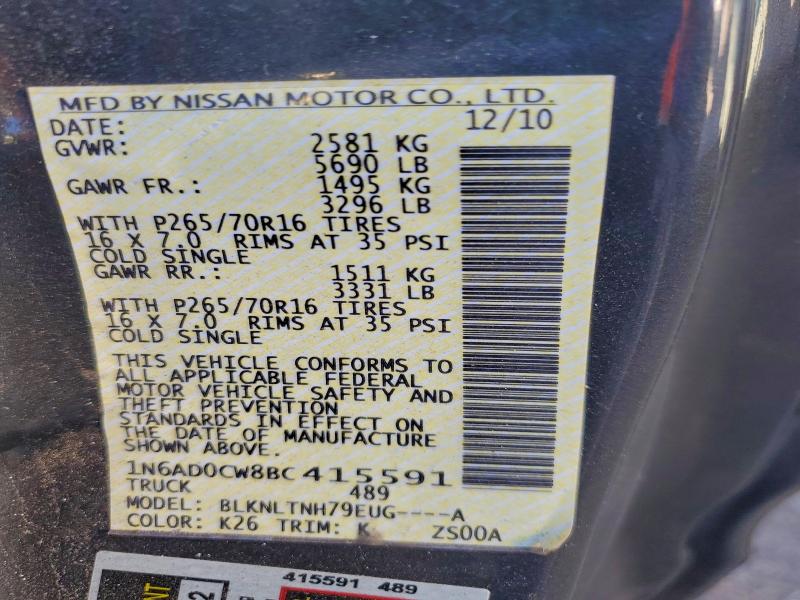 MFD BY NISSAN MOTOR CO., LTD.
DATE: 12/10
GVWR: 2581 KG
5690 LB
GAWR FR.: 1495 KG
3296 LB
WITH P265/70R16 TIRES
16 X 7.0 RIMS AT 35 PSI
COLD SINGLE
GAWR RR.: 1511 KG
3331 LB
WITH P265/70R16 TIRES
16 X 7.0 RIMS AT 35 PSI
COLD SINGLE
THIS VEHICLE CONFORMS TO
ALL APPLICABLE FEDERAL
MOTOR VEHICLE SAFETY AND
THEFT PREVENTION
STANDARDS IN EFFECT ON
THE DATE OF MANUFACTURE
SHOWN ABOVE.
1N6AD0CW8BC415591
TRUCK 489
MODEL: BLKNLTNH79EUG----A
COLOR: K26 TRIM: K ZS00A
415591 489